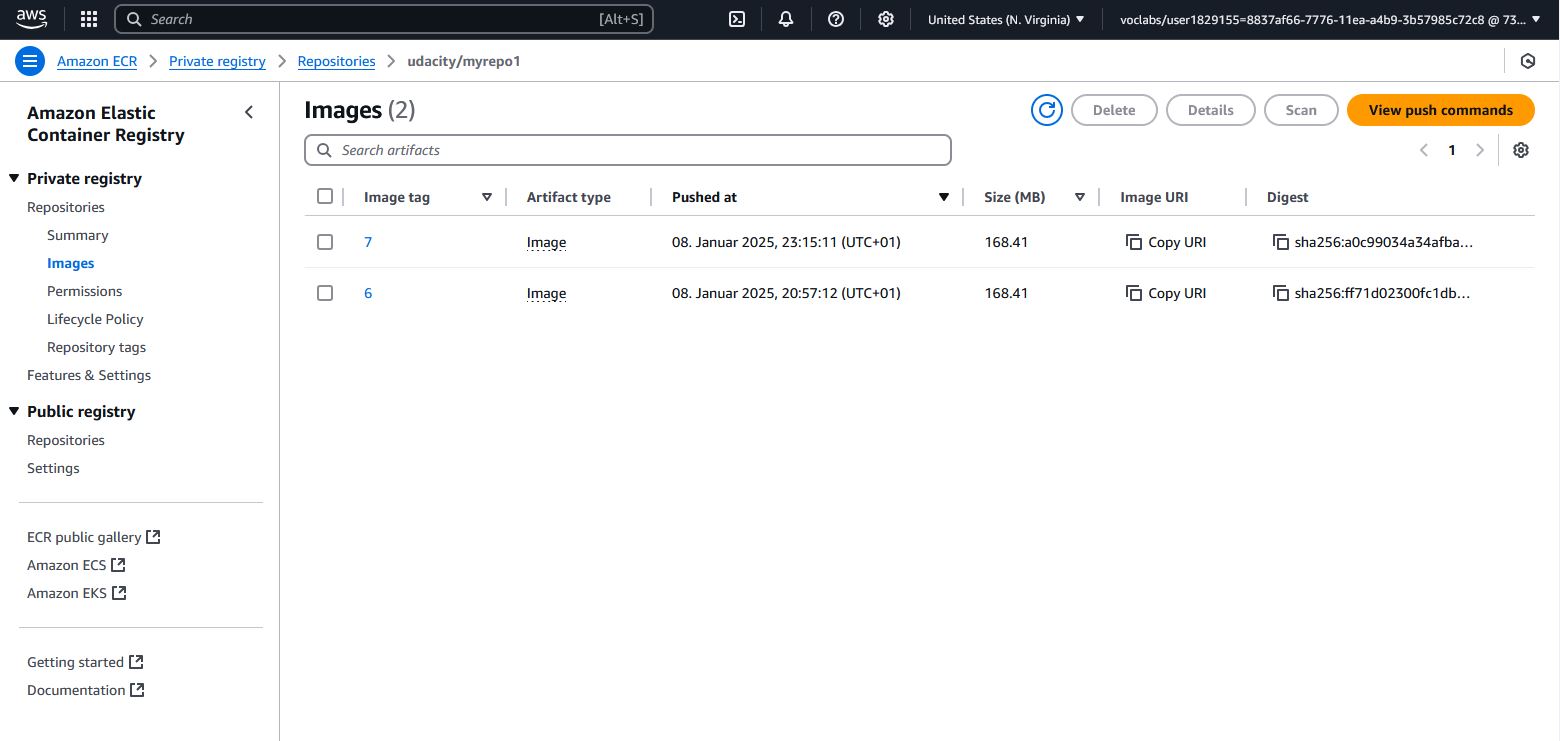 aws
Search [Alt+S]
United States (N. Virginia)
voclabs/user1829155=8837af66-7776-11ea-a4b9-3b57985c72c8 @ 73...
Amazon ECR
Private registry
Repositories
udacity/myrepo1
Amazon Elastic
Container Registry
Private registry
Repositories
Summary
Images
Permissions
Lifecycle Policy
Repository tags
Features & Settings
Public registry
Repositories
Settings
ECR public gallery
Amazon ECS
Amazon EKS
Getting started
Documentation
Images (2)
Delete
Details
Scan
View push commands
Search artifacts
1
Image tag Artifact type Pushed at Size (MB) Image URI Digest
7 Image 08. Januar 2025, 23:15:11 (UTC+01) 168.41 Copy URI sha256:a0c99034a34afba...
6 Image 08. Januar 2025, 20:57:12 (UTC+01) 168.41 Copy URI sha256:ff71d02300fc1db...